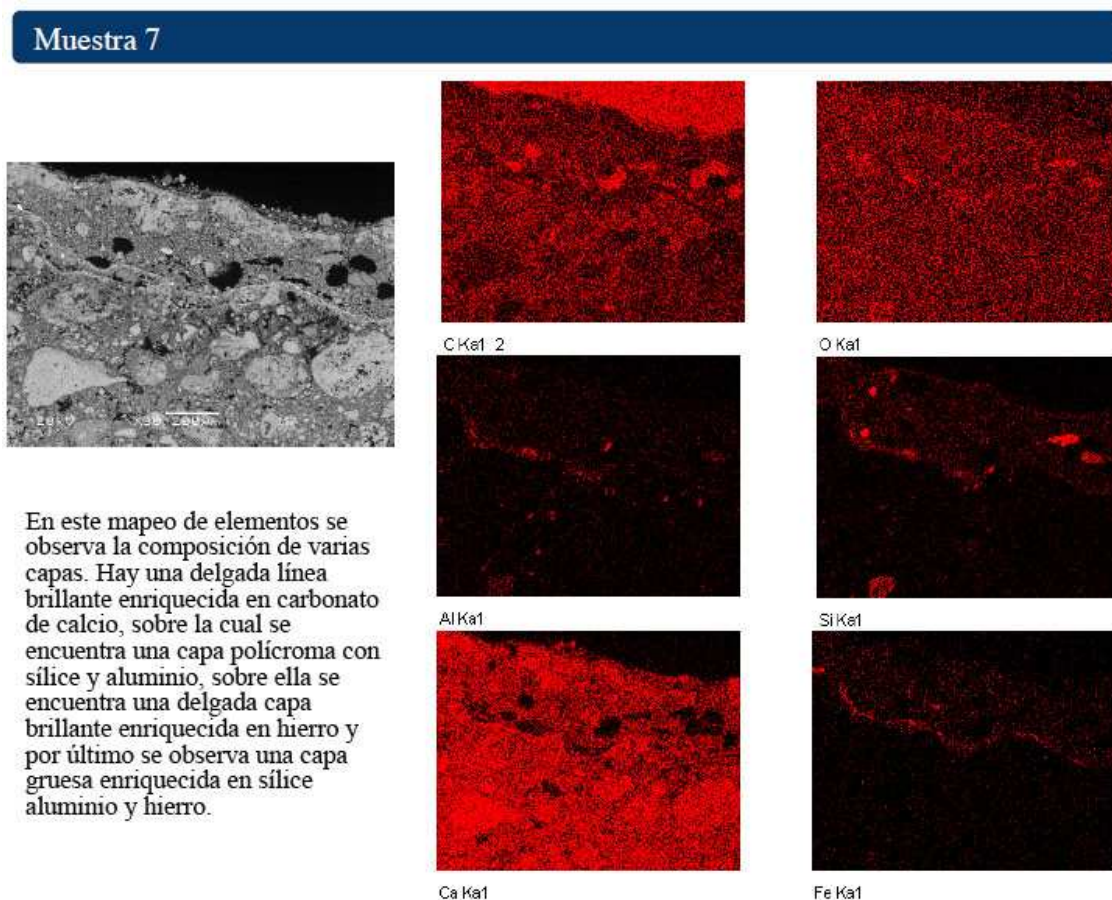 Muestra 7
20kV X90 200µm
C Ka1_2
O Ka1
Al Ka1
Si Ka1
En este mapeo de elementos se
observa la composición de varias
capas. Hay una delgada línea
brillante enriquecida en carbonato
de calcio, sobre la cual se
encuentra una capa polícroma con
sílice y aluminio, sobre ella se
encuentra una delgada capa
brillante enriquecida en hierro y
por último se observa una capa
gruesa enriquecida en sílice
aluminio y hierro.
Ca Ka1
Fe Ka1